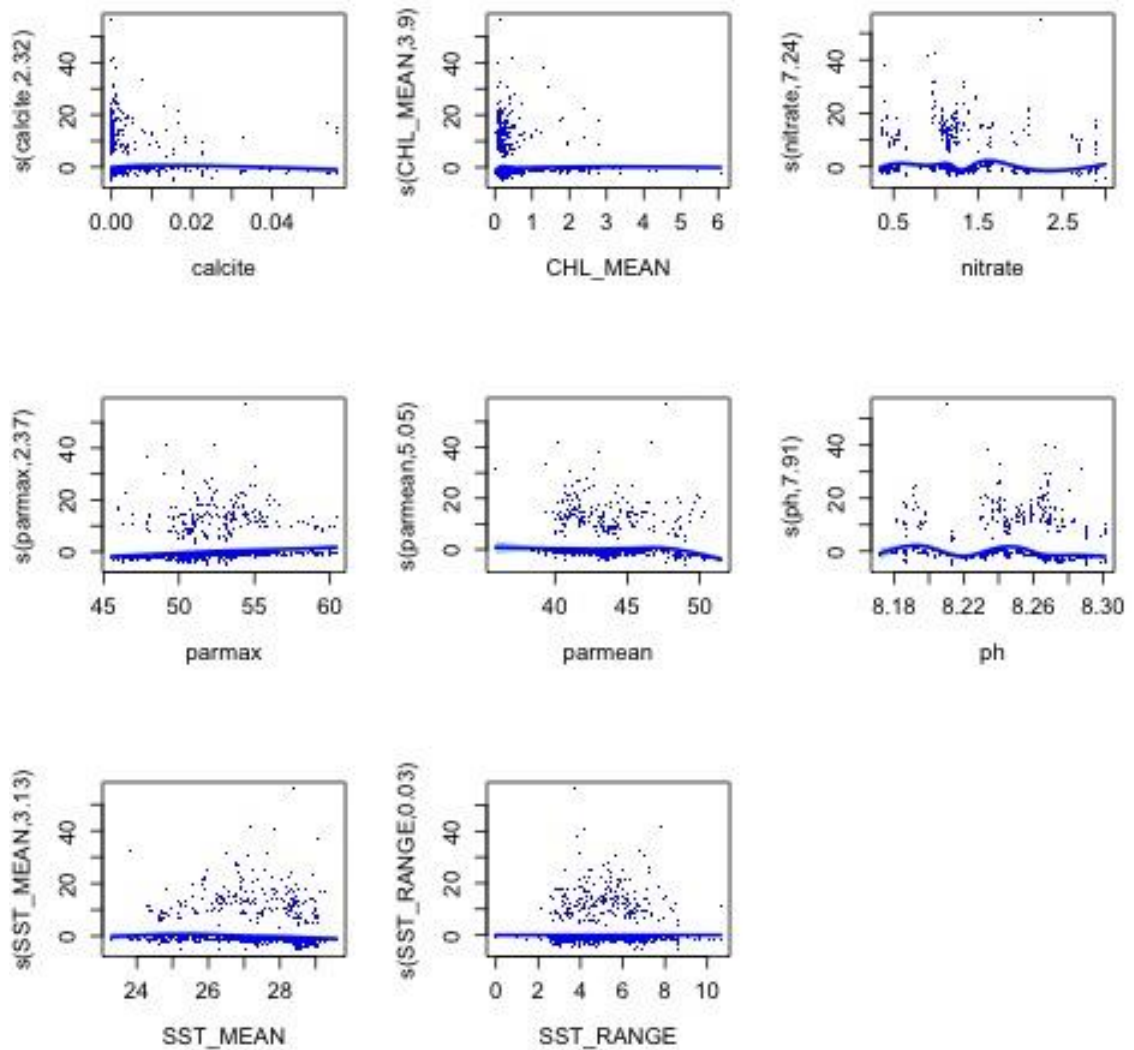 s(calcite,2.32)
0 20 40
0.00 0.02 0.04
calcite
s(CHL_MEAN,3.9)
0 20 40
0 1 2 3 4 5 6
CHL_MEAN
s(nitrate,7.24)
0 20 40
0.5 1.5 2.5
nitrate
s(parmax,2.37)
0 20 40
45 50 55 60
parmax
s(parmean,5.05)
0 20 40
40 45 50
parmean
s(ph,7.91)
0 20 40
8.18 8.22 8.26 8.30
ph
s(SST_MEAN,3.13)
0 20 40
24 26 28
SST_MEAN
s(SST_RANGE,0.03)
0 20 40
0 2 4 6 8 10
SST_RANGE